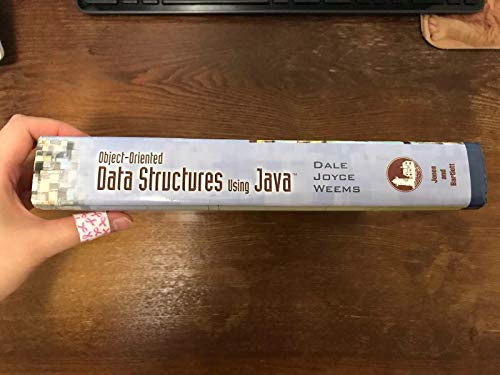 Object-Oriented
Data Structures Using Java™
DALE
JOYCE
WEEMS
Jones
and
Bartlett